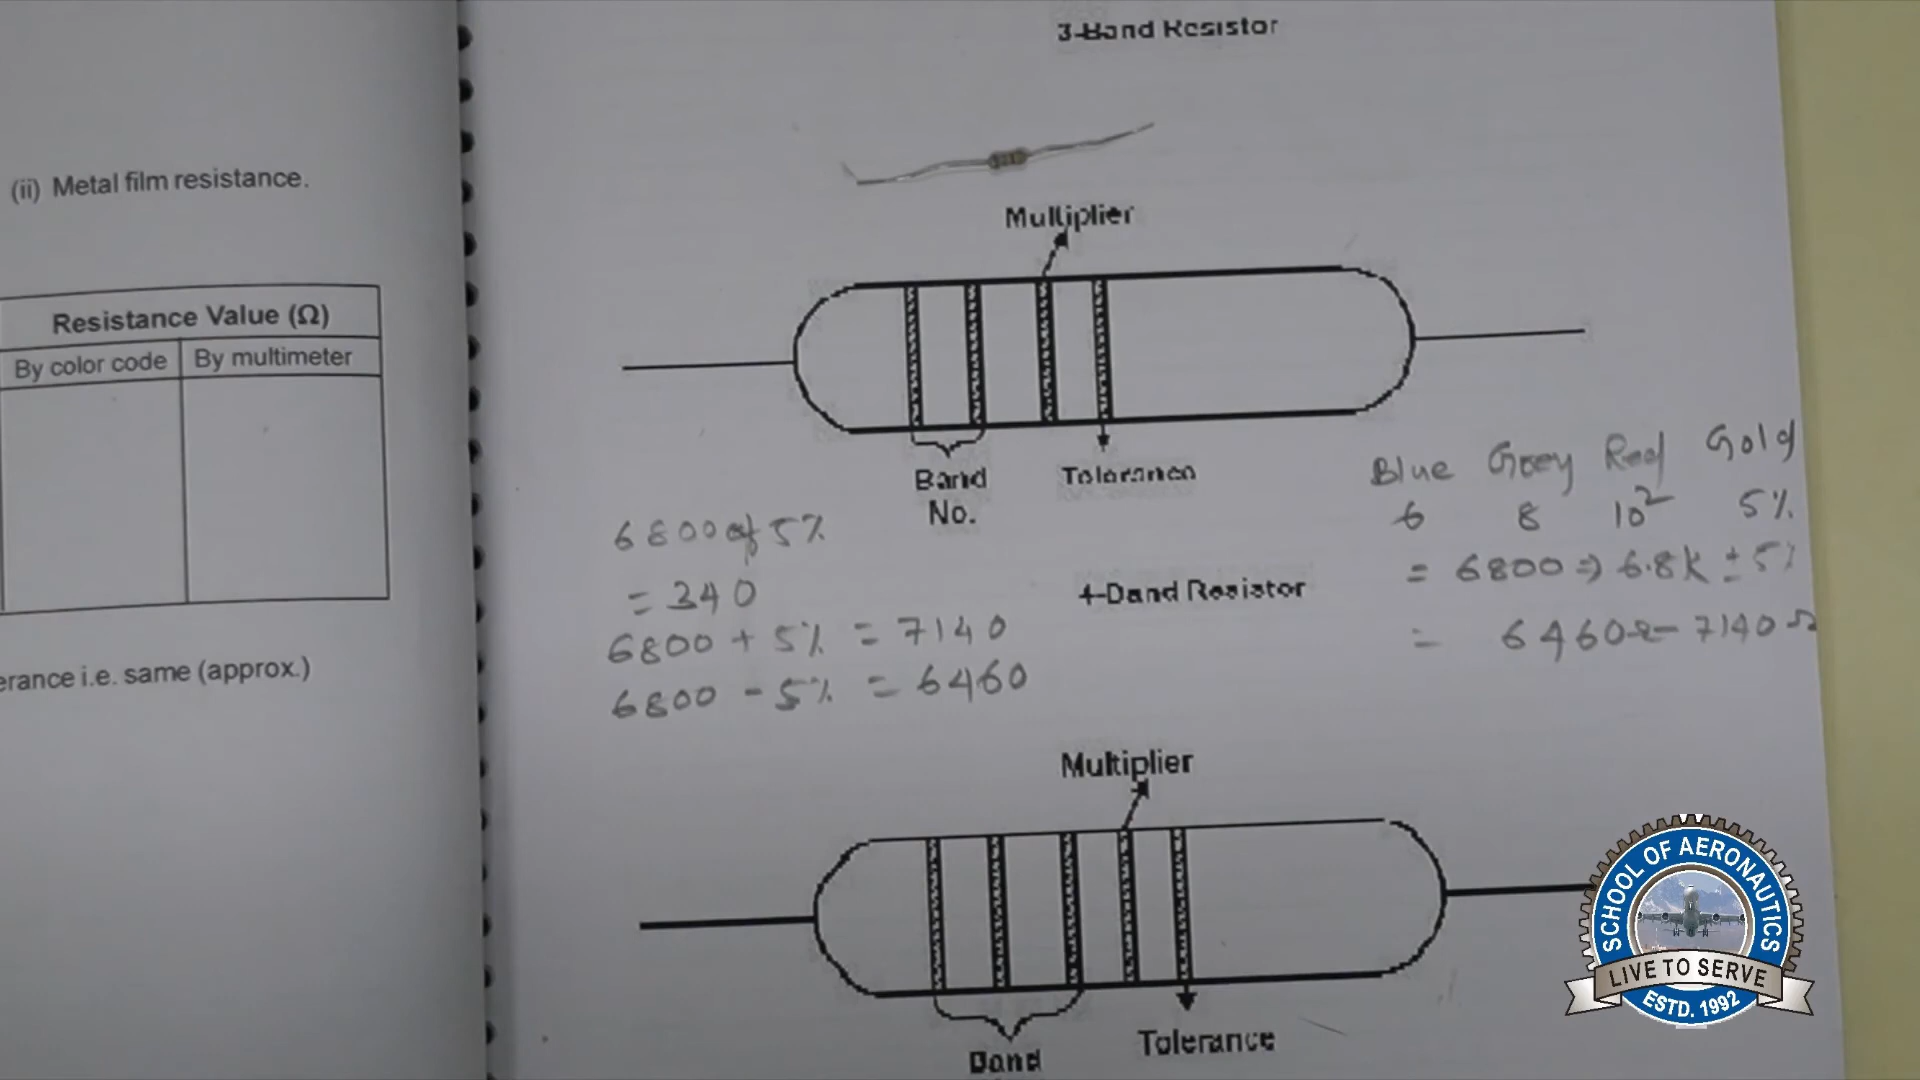 (ii) Metal film resistance.
Resistance Value (Ω)
By color code By multimeter
erance i.e. same (approx.)
3-Band Resistor
Multiplier
Band
No.
Tolerance
Blue Grey Red Gold
6 8 10² 5%
= 6800 => 6.8k ± 5%
= 6460Ω - 7140Ω
6800 of 5%
= 340
6800 + 5% = 7140
6800 - 5% = 6460
4-Band Resistor
Multiplier
Band
Tolerance
SCHOOL OF AERONAUTICS
LIVE TO SERVE
ESTD. 1992